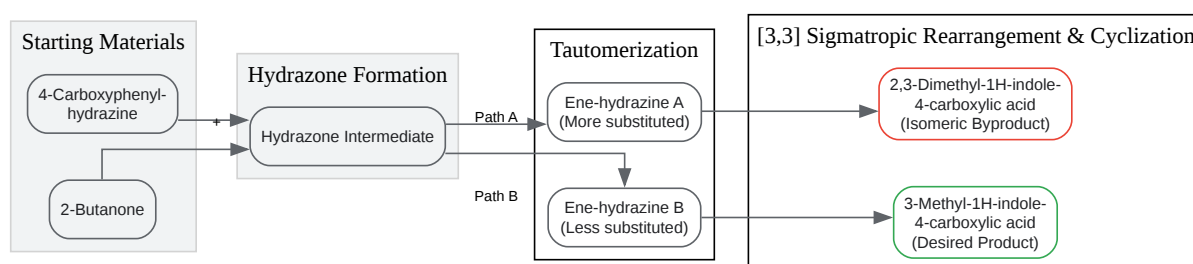 Starting Materials
4-Carboxyphenyl-
hydrazine
2-Butanone
+
Hydrazone Formation
Hydrazone Intermediate
Path A
Path B
Tautomerization
Ene-hydrazine A
(More substituted)
Ene-hydrazine B
(Less substituted)
[3,3] Sigmatropic Rearrangement & Cyclization
2,3-Dimethyl-1H-indole-
4-carboxylic acid
(Isomeric Byproduct)
3-Methyl-1H-indole-
4-carboxylic acid
(Desired Product)